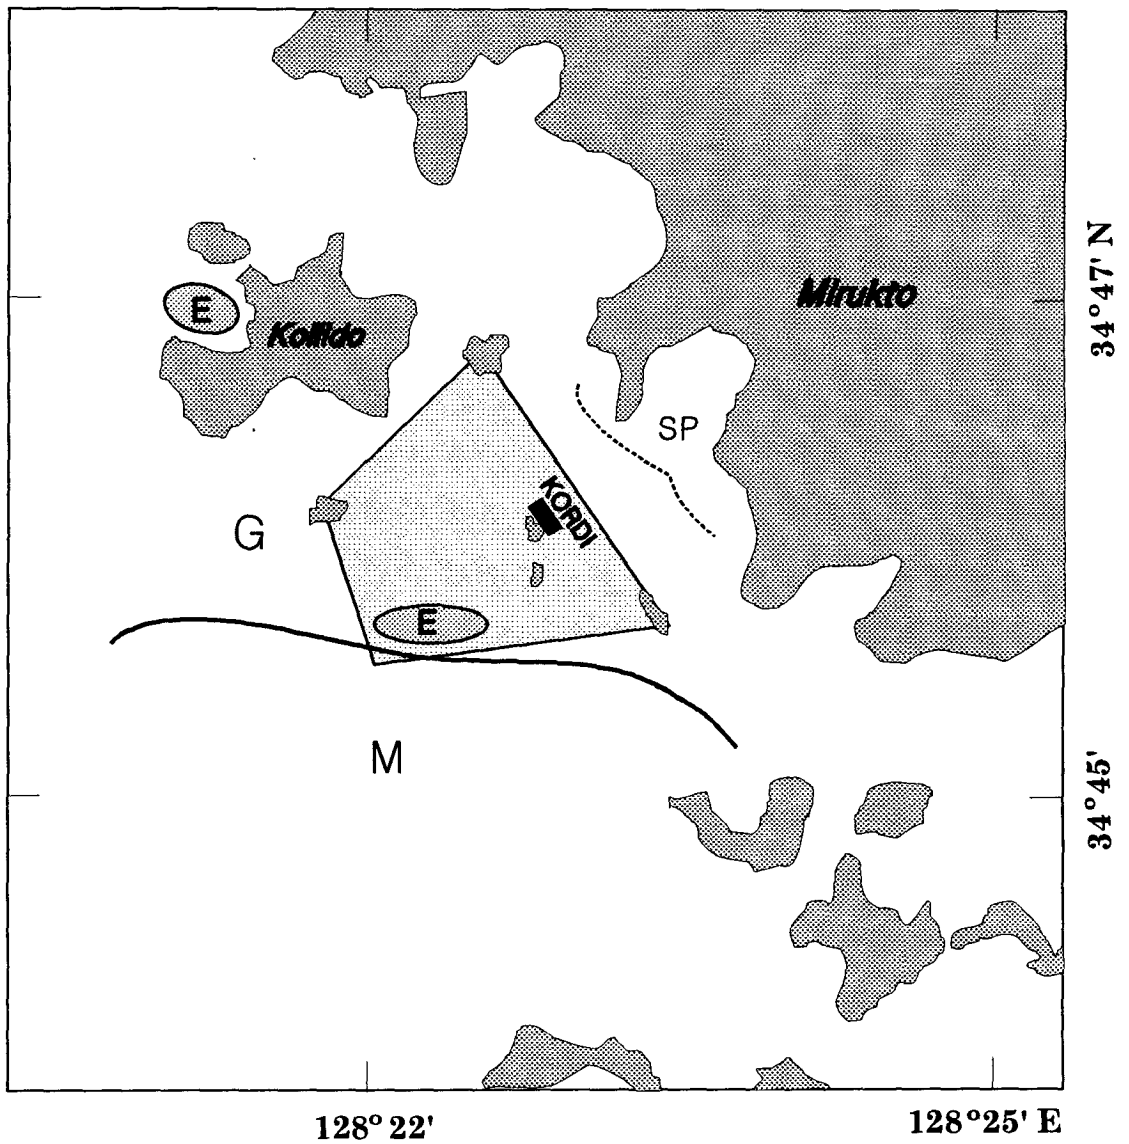 34°47' N
E
Mirukto
Kollido
SP
KORDI
G
E
M
34°45'
128° 22'
128°25' E